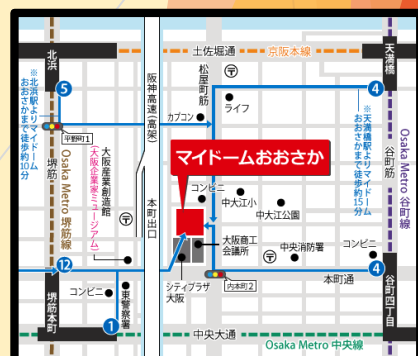 土佐堀通
京阪本線
北浜
天満橋
5
4
※北浜駅よりマイドーム
おおさかまで徒歩約10分
阪神高速(高架)
松屋町筋
ライフ
カプコン
平野町1
※天満橋駅よりマイドーム
おおさかまで徒歩約15分
谷町筋
Osaka Metro 谷町線
堺筋
Osaka Metro 堺筋線
大阪産業創造館
(大阪企業家ミュージアム)
本町出口
マイドームおおさか
コンビニ
中大江小
中大江公園
大阪商工
会議所
中央消防署
コンビニ
12
4
シティプラザ
大阪
内本町2
本町通
堺筋本町
コンビニ
東警察署
谷町四丁目
1
中央大通
Osaka Metro 中央線